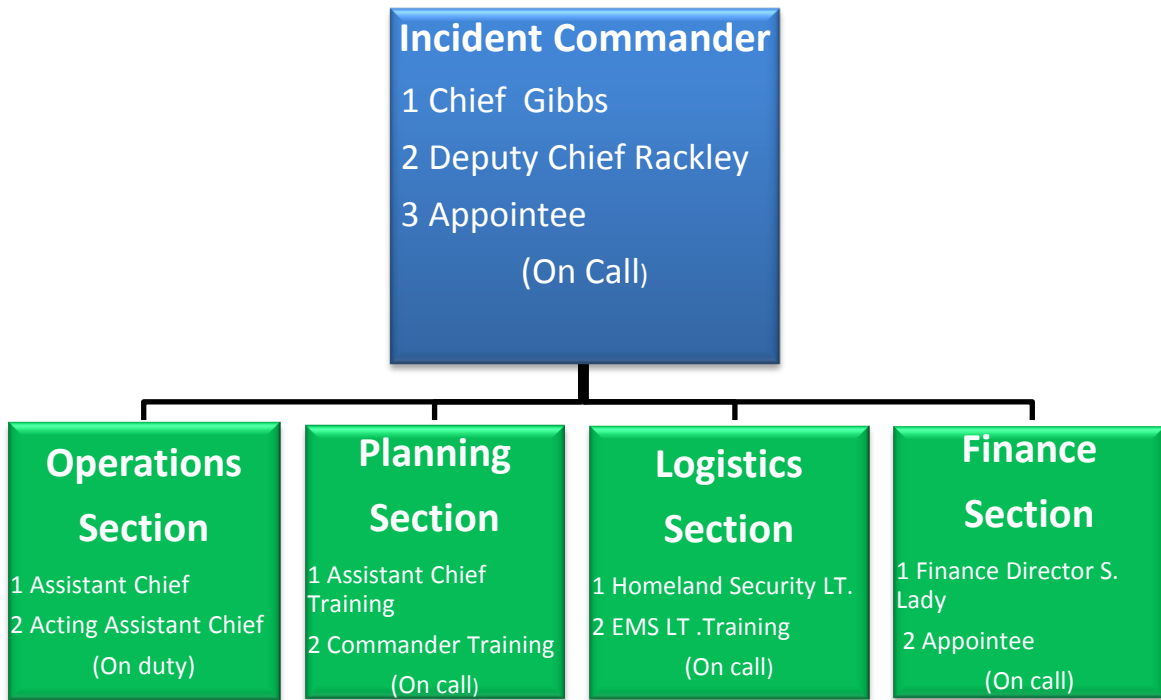 Incident Commander
1 Chief Gibbs
2 Deputy Chief Rackley
3 Appointee
(On Call)
Operations
Section
1 Assistant Chief
2 Acting Assistant Chief
(On duty)
Planning
Section
1 Assistant Chief
Training
2 Commander Training
(On call)
Logistics
Section
1 Homeland Security LT.
2 EMS LT .Training
(On call)
Finance
Section
1 Finance Director S.
Lady
2 Appointee
(On call)